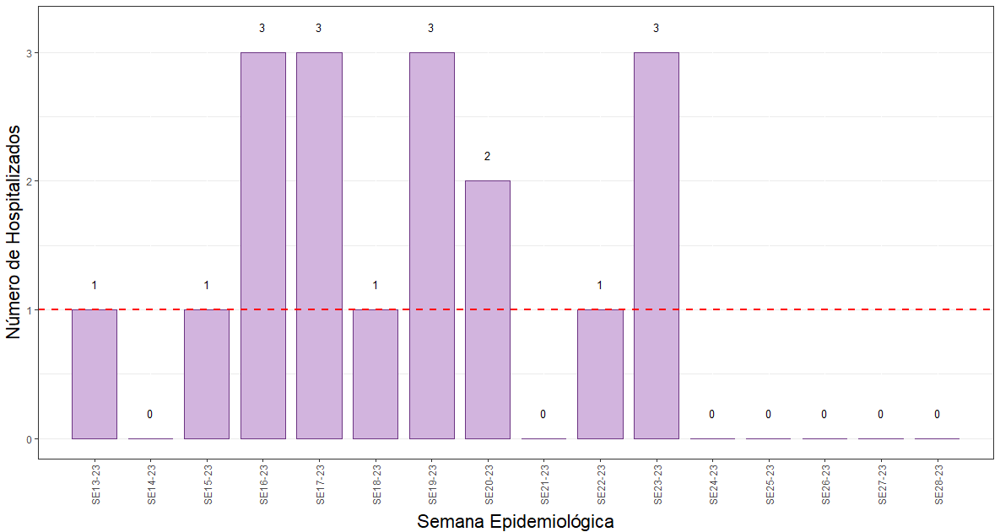 Número de Hospitalizados
3
2
1
0
1
0
1
3
3
1
3
2
0
1
3
0
0
0
0
0
SE13-23
SE14-23
SE15-23
SE16-23
SE17-23
SE18-23
SE19-23
SE20-23
SE21-23
SE22-23
SE23-23
SE24-23
SE25-23
SE26-23
SE27-23
SE28-23
Semana Epidemiológica